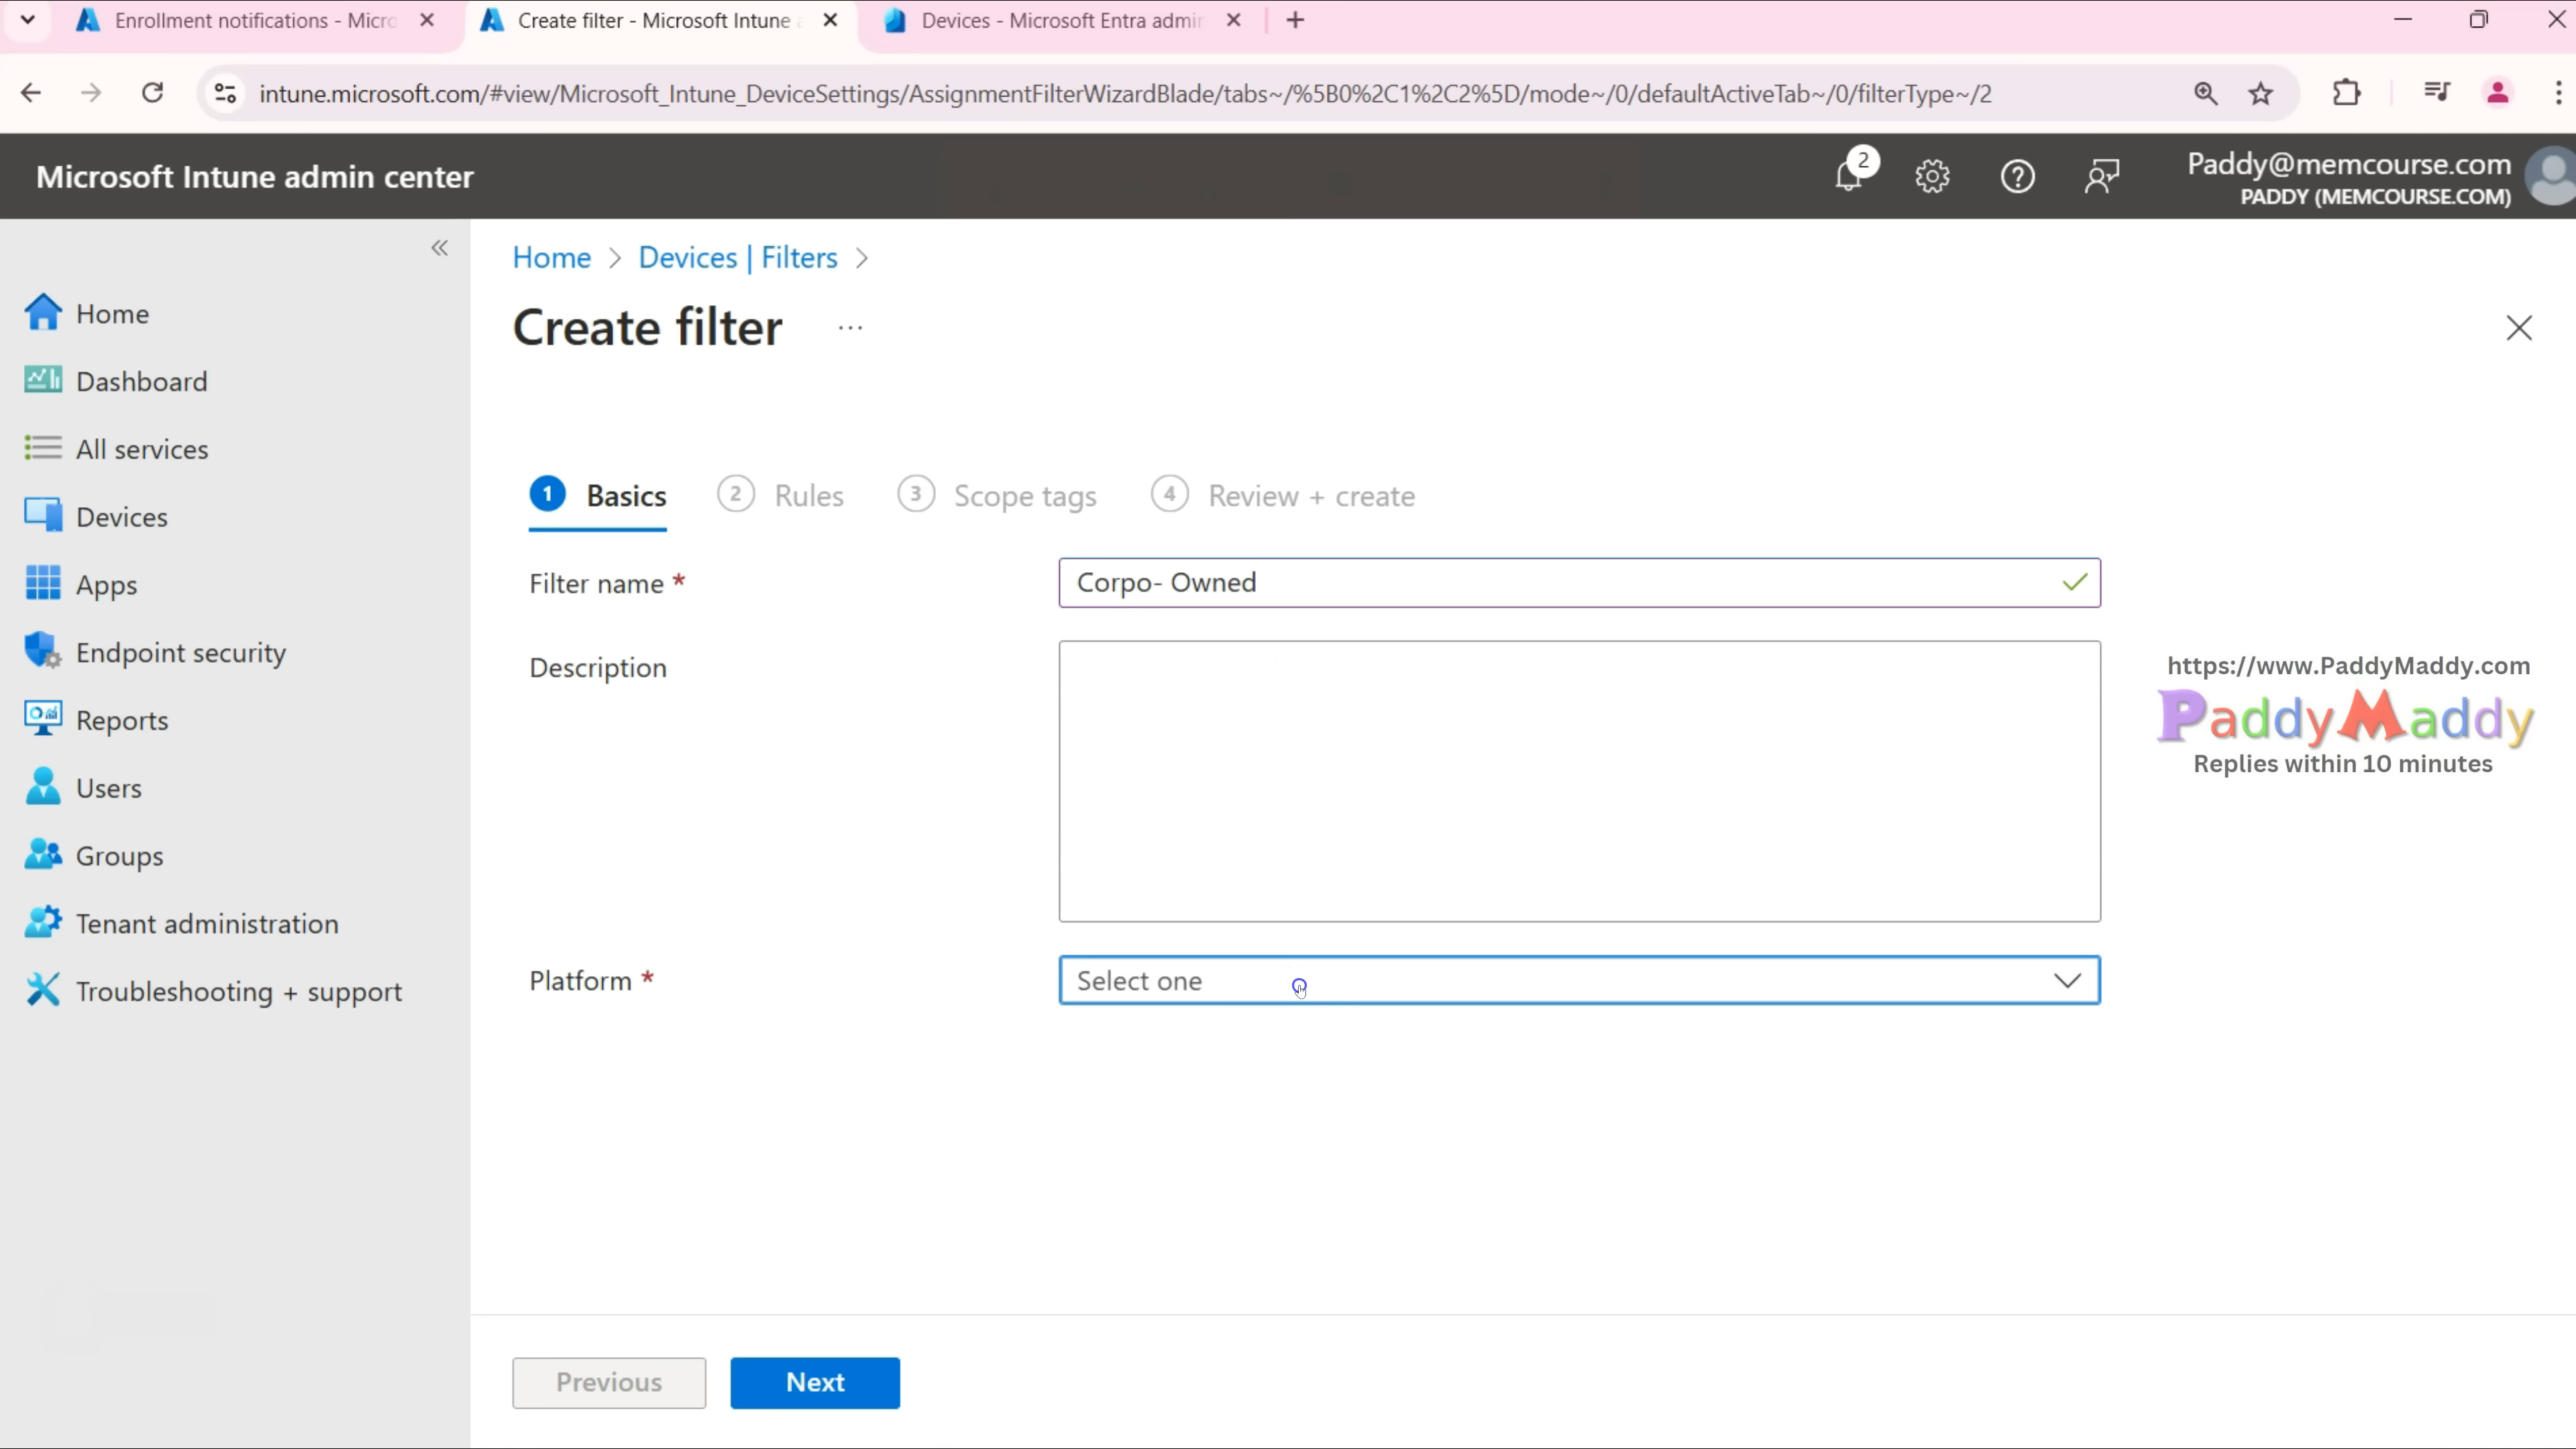 Enrollment notifications - Micro
Create filter - Microsoft Intune a
Devices - Microsoft Entra admin
intune.microsoft.com/#view/Microsoft_Intune_DeviceSettings/AssignmentFilterWizardBlade/tabs~/%5B0%2C1%2C2%5D/mode~/0/defaultActiveTab~/0/filterType~/2
Microsoft Intune admin center
2
Paddy@memcourse.com
PADDY (MEMCOURSE.COM)
Home
Dashboard
All services
Devices
Apps
Endpoint security
Reports
Users
Groups
Tenant administration
Troubleshooting + support
Home > Devices | Filters >
Create filter ...
1 Basics 2 Rules 3 Scope tags 4 Review + create
Filter name * Corpo- Owned
Description
Platform * Select one
https://www.PaddyMaddy.com
PaddyMaddy
Replies within 10 minutes
Previous Next